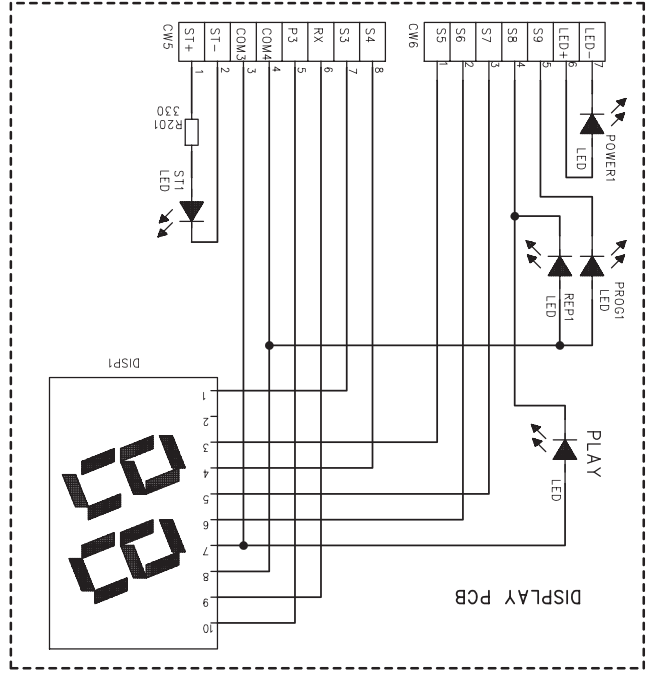 CW5
ST+
ST-
COM3
COM4
P3
RX
S3
S4
1
2
3
4
5
6
7
8
CW6
S5
S6
S7
S8
S9
LED+
LED-
1
2
3
4
5
6
7
R201
330
ST1
LED
POWER1
LED
REP1
LED
PROG1
LED
PLAY
LED
DISP1
1
2
3
4
5
6
7
8
9
10
DISPLAY PCB